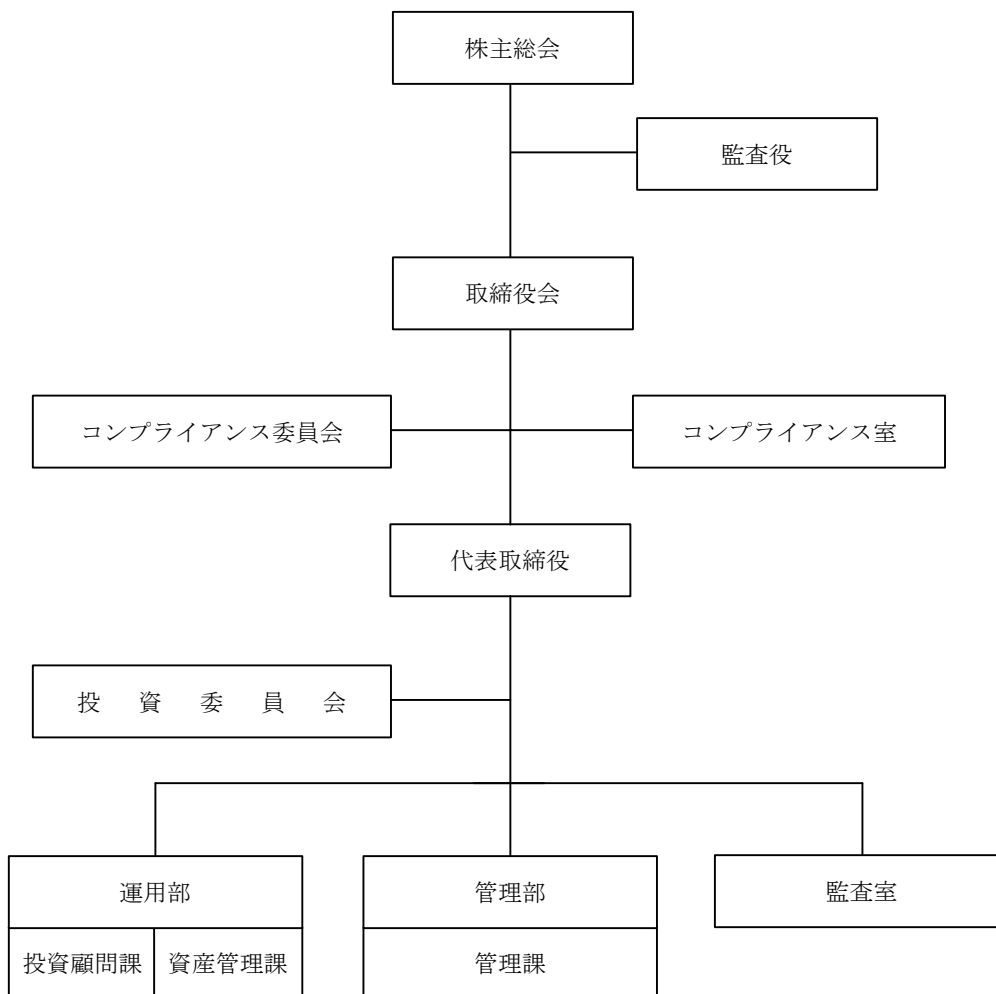 株主総会
監査役
取締役会
コンプライアンス委員会
コンプライアンス室
代表取締役
投資委員会
運用部
管理部
監査室
投資顧問課
資産管理課
管理課